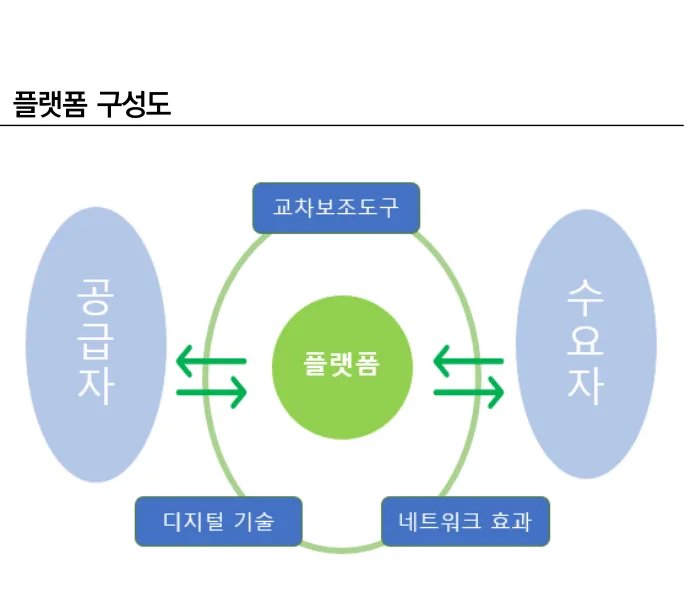 플랫폼 구성도
교차보조도구
공급자
플랫폼
수요자
디지털 기술
네트워크 효과